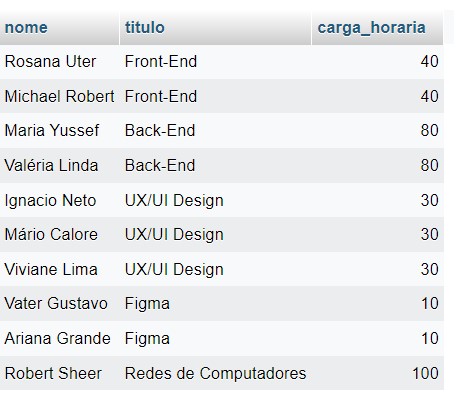 nome titulo carga_horaria
Rosana Uter Front-End 40
Michael Robert Front-End 40
Maria Yussef Back-End 80
Valéria Linda Back-End 80
Ignacio Neto UX/UI Design 30
Mário Calore UX/UI Design 30
Viviane Lima UX/UI Design 30
Vater Gustavo Figma 10
Ariana Grande Figma 10
Robert Sheer Redes de Computadores 100